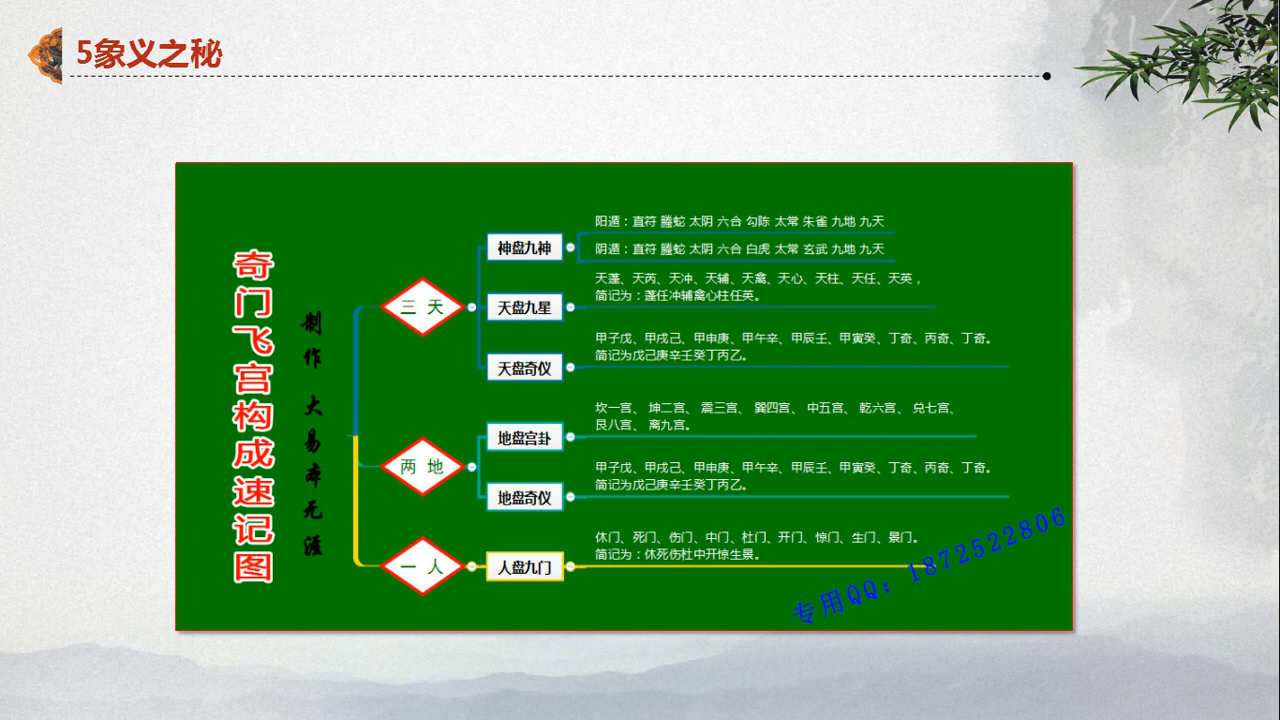 5象义之秘
奇门飞宫构成速记图
制作 大易本无涯
三 天
神盘九神
阳遁：直符 螣蛇 太阴 六合 勾陈 太常 朱雀 九地 九天
阴遁：直符 螣蛇 太阴 六合 白虎 太常 玄武 九地 九天
天盘九星
天蓬、天芮、天冲、天辅、天禽、天心、天柱、天任、天英，
简记为：蓬任冲辅禽心柱任英。
天盘奇仪
甲子戊、甲戌己、甲申庚、甲午辛、甲辰壬、甲寅癸、丁奇、丙奇、丁奇。
简记为戊己庚辛壬癸丁丙乙。
两 地
地盘宫卦
坎一宫、 坤二宫、 震三宫、 巽四宫、 中五宫、 乾六宫、 兑七宫、
艮八宫、 离九宫。
地盘奇仪
甲子戊、甲戌己、甲申庚、甲午辛、甲辰壬、甲寅癸、丁奇、丙奇、丁奇。
简记为戊己庚辛壬癸丁丙乙。
一 人
人盘九门
休门、死门、伤门、中门、杜门、开门、惊门、生门、景门。
简记为：休死伤杜中开惊生景。
专用QQ：1872522806